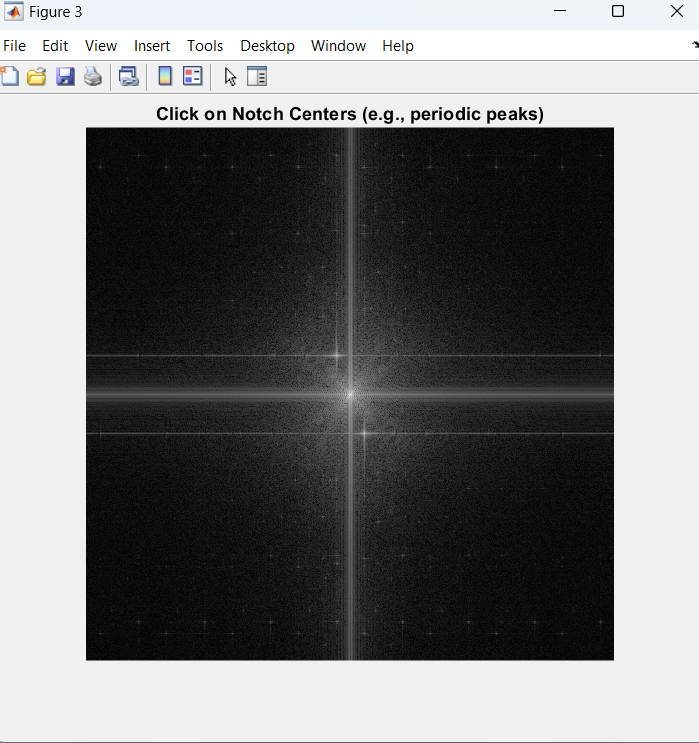 Figure 3
File Edit View Insert Tools Desktop Window Help
Click on Notch Centers (e.g., periodic peaks)